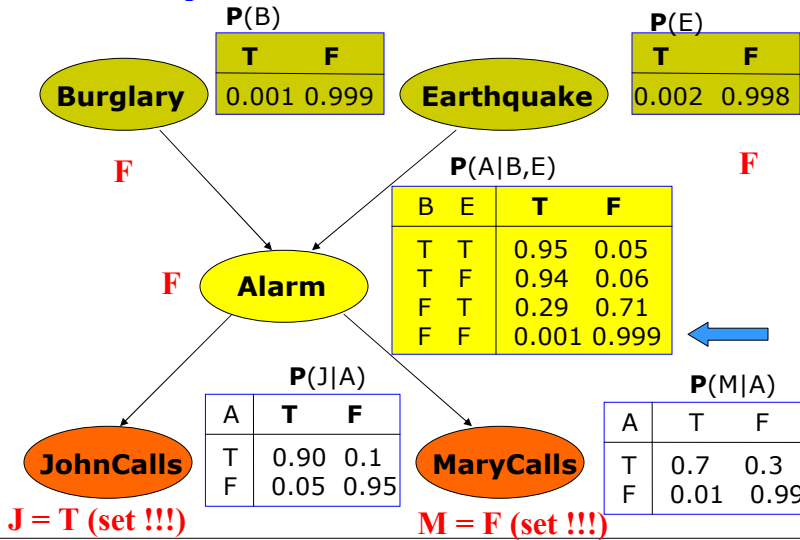 P(B)
T F
0.001 0.999
Burglary
P(E)
T F
0.002 0.998
Earthquake
F
F
P(A|B,E)
B E T F
T T 0.95 0.05
T F 0.94 0.06
F T 0.29 0.71
F F 0.001 0.999
F
Alarm
P(J|A)
A T F
T 0.90 0.1
F 0.05 0.95
JohnCalls
P(M|A)
A T F
T 0.7 0.3
F 0.01 0.99
MaryCalls
J = T (set !!!)
M = F (set !!!)